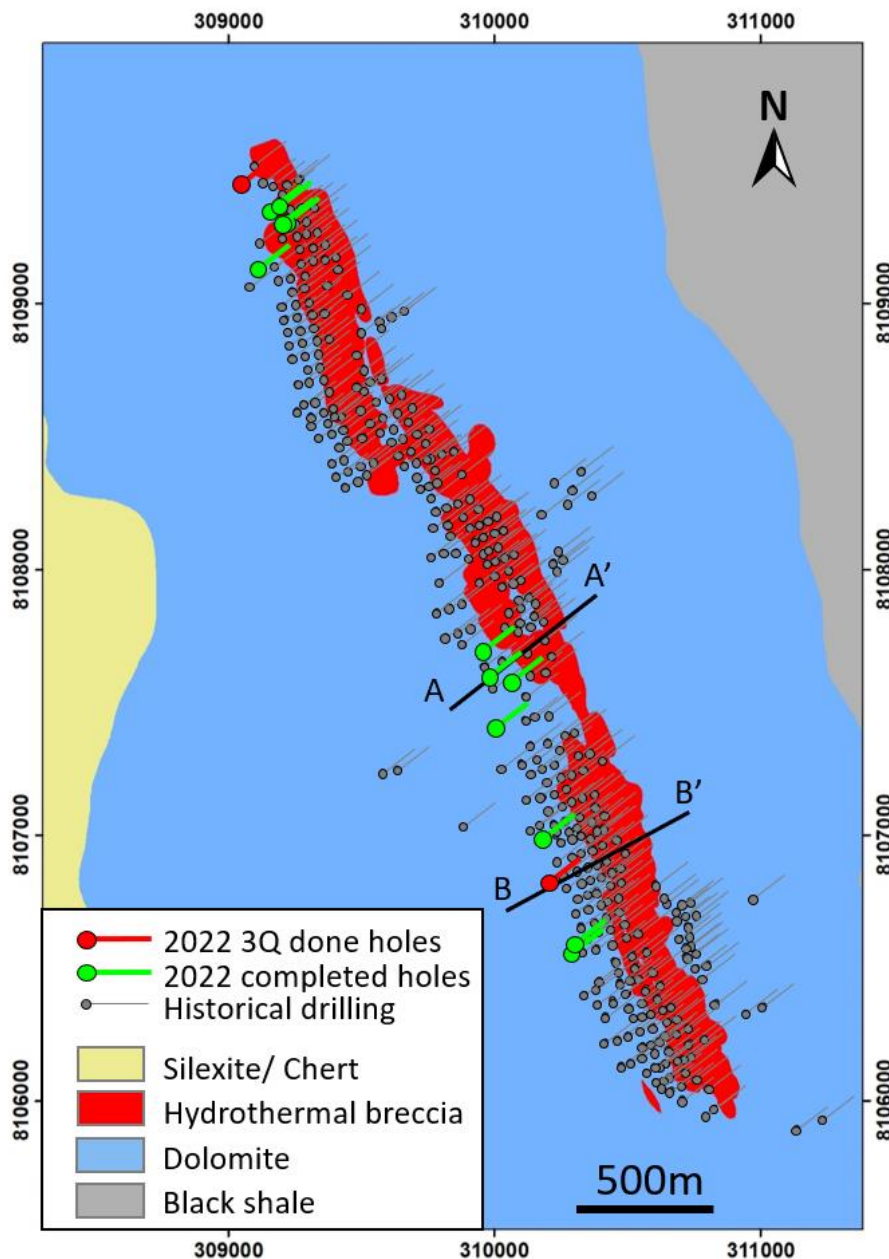 309000 310000 311000
N
8109000 8109000
8108000 8108000
A'
A
B'
8107000 8107000
B
2022 3Q done holes
2022 completed holes
Historical drilling
Silexite/ Chert
Hydrothermal breccia
8106000 8106000
Dolomite
Black shale
500m
309000 310000 311000